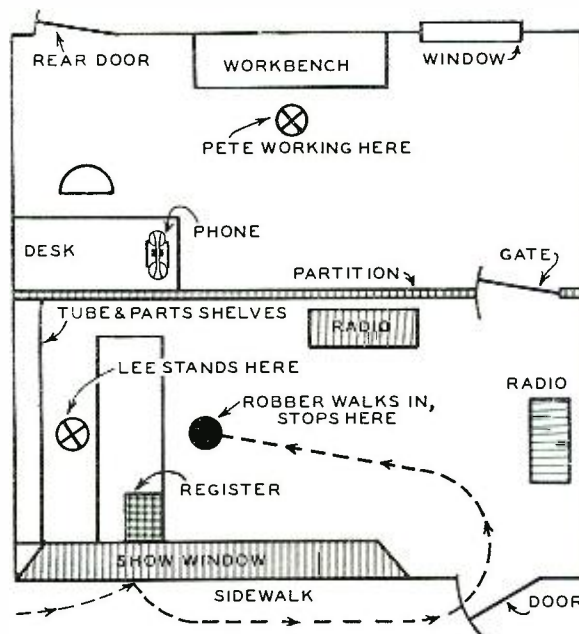 REAR DOOR
WORKBENCH
WINDOW
PETE WORKING HERE
PHONE
DESK
PARTITION
GATE
TUBE & PARTS SHELVES
RADIO
LEE STANDS HERE
RADIO
ROBBER WALKS IN,
STOPS HERE
REGISTER
SHOW WINDOW
SIDEWALK
DOOR